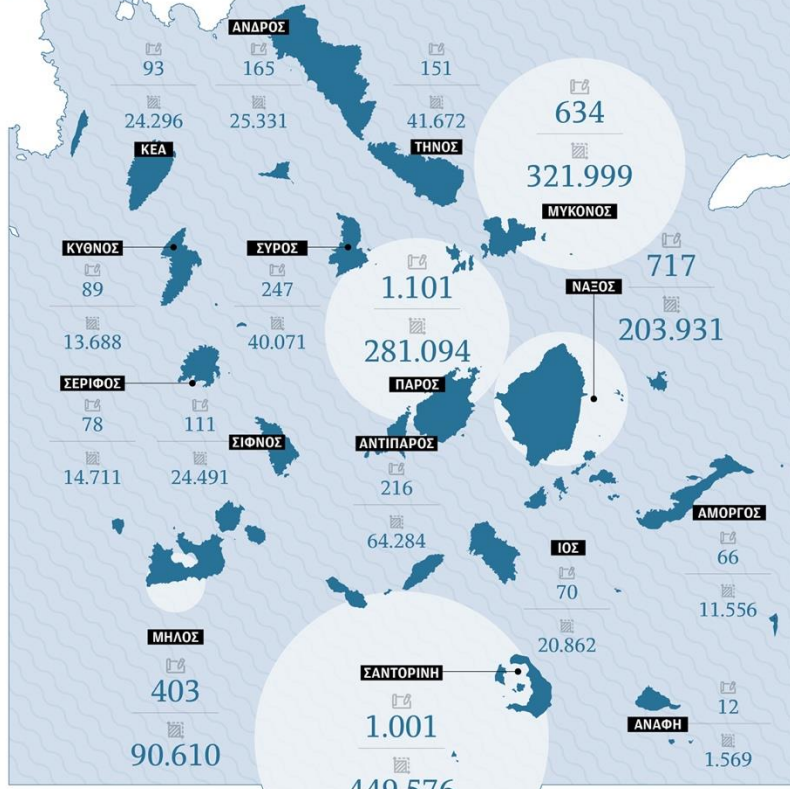 ΑΝΔΡΟΣ
93
165
151
24.296
25.331
41.672
ΚΕΑ
ΤΗΝΟΣ
634
321.999
ΜΥΚΟΝΟΣ
ΚΥΘΝΟΣ
89
13.688
ΣΥΡΟΣ
247
40.071
1.101
281.094
ΠΑΡΟΣ
717
ΝΑΞΟΣ
203.931
ΣΕΡΙΦΟΣ
78
14.711
111
ΣΙΦΝΟΣ
24.491
ΑΝΤΙΠΑΡΟΣ
216
64.284
ΑΜΟΡΓΟΣ
66
11.556
ΙΟΣ
70
20.862
ΜΗΛΟΣ
403
90.610
ΣΑΝΤΟΡΙΝΗ
1.001
449.576
ΑΝΑΦΗ
12
1.569